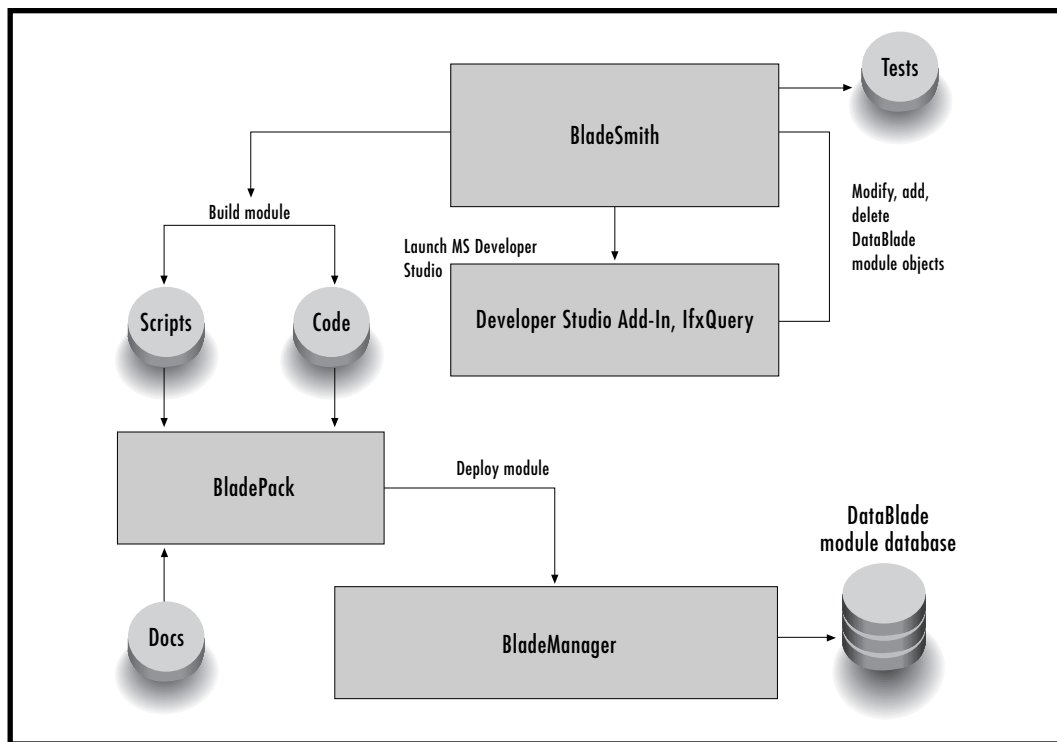 Tests
BladeSmith
Modify, add,
delete
DataBlade
module objects
Build module
Launch MS Developer
Studio
Scripts
Code
Developer Studio Add-In, IfxQuery
BladePack
Deploy module
DataBlade
module database
Docs
BladeManager